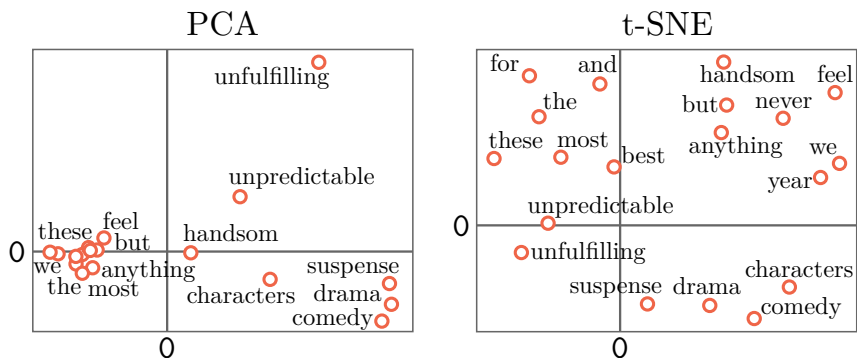 PCA
unfulfilling
unpredictable
these
feel
but
handsom
0
we
anything
suspense
the
most
characters
drama
comedy
0
t-SNE
for
and
handsom
feel
the
but
never
these
most
anything
we
best
year
unpredictable
0
unfulfilling
characters
suspense
drama
comedy
0